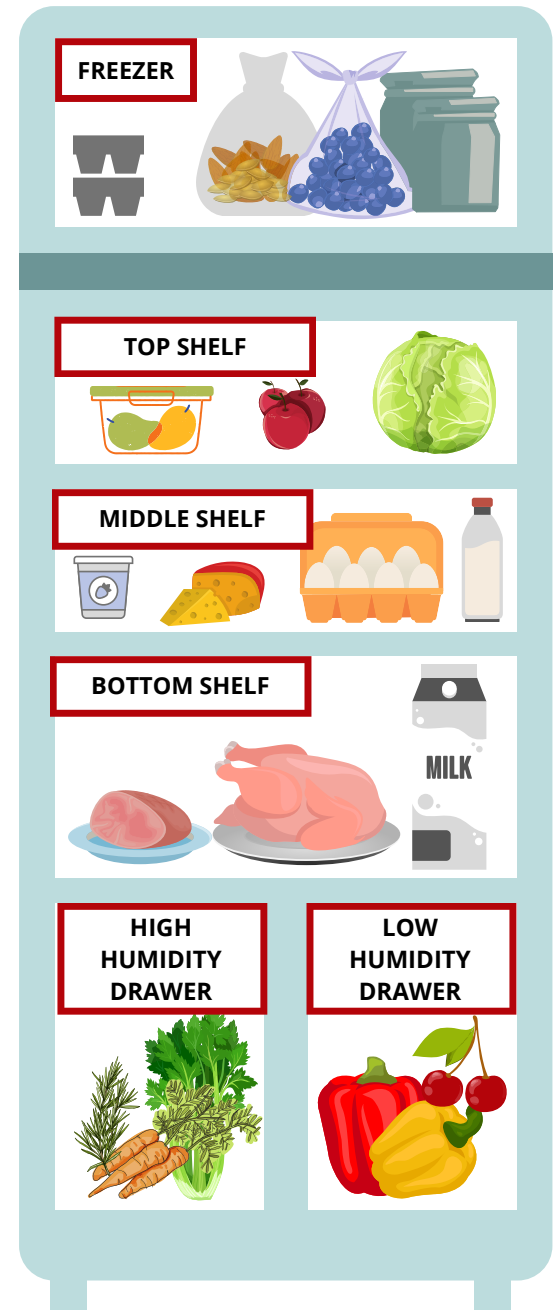 FREEZER
TOP SHELF
MIDDLE SHELF
BOTTOM SHELF
MILK
HIGH
HUMIDITY
DRAWER
LOW
HUMIDITY
DRAWER